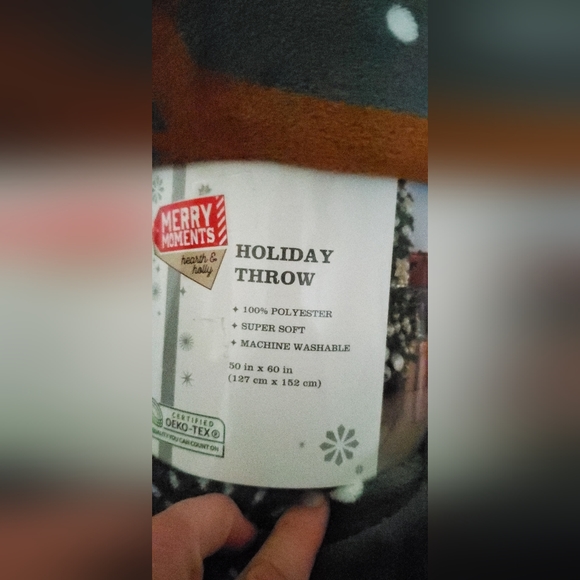 MERRY
MOMENTS
hearth &
holly
HOLIDAY
THROW
100% POLYESTER
SUPER SOFT
MACHINE WASHABLE
50 in x 60 in
(127 cm x 152 cm)
CERTIFIED
OEKO-TEX®
QUALITY YOU CAN COUNT ON